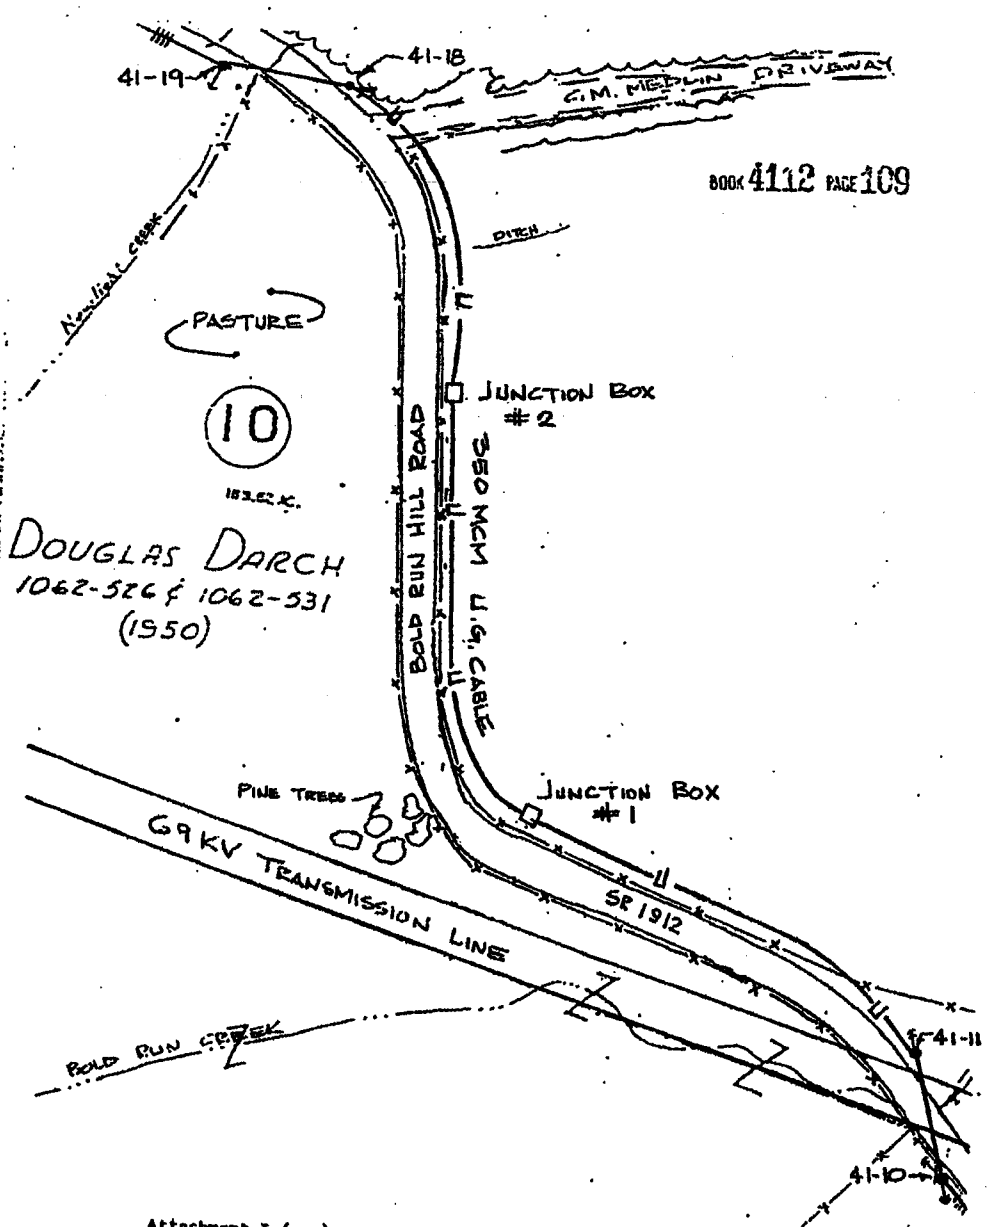 41-18
41-19
C.M. MEDLIN DRIVEWAY
BOOK 4112 PAGE 109
DITCH
CREEK
PASTURE
JUNCTION BOX
# 2
10
BOLD RUN HILL ROAD
350 MCM U.G. CABLE
DOUGLAS DARCH
1062-526 & 1062-531
(1950)
PINE TREES
JUNCTION BOX
# 1
69KV TRANSMISSION LINE
SR 1912
BOLD RUN CREEK
41-11
41-10
Attachment